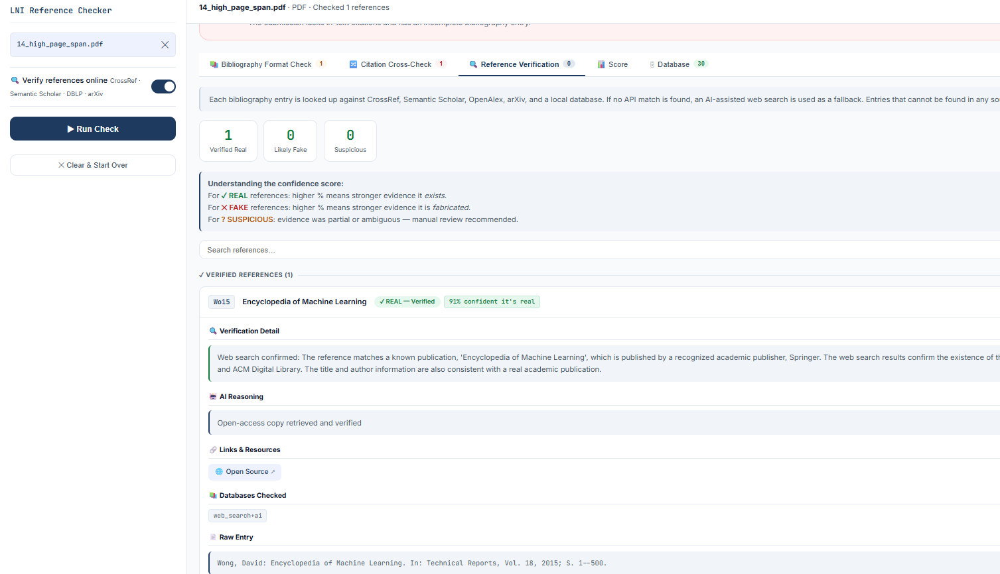 LNI Reference Checker
14_high_page_span.pdf
Verify references online CrossRef ·
Semantic Scholar · DBLP · arXiv
▶ Run Check
✕ Clear & Start Over
14_high_page_span.pdf · PDF · Checked 1 references
The submission lacks in-text citations and has an incomplete bibliography entry.
Bibliography Format Check 1 Citation Cross-Check 1 Reference Verification 0 Score Database 30
Each bibliography entry is looked up against CrossRef, Semantic Scholar, OpenAlex, arXiv, and a local database. If no API match is found, an AI-assisted web search is used as a fallback. Entries that cannot be found in any so
1 0 0
Verified Real Likely Fake Suspicious
Understanding the confidence score:
For ✓ REAL references: higher % means stronger evidence it exists.
For ✕ FAKE references: higher % means stronger evidence it is fabricated.
For ? SUSPICIOUS: evidence was partial or ambiguous — manual review recommended.
Search references...
✓ VERIFIED REFERENCES (1)
Wo15 Encyclopedia of Machine Learning ✓ REAL — Verified 91% confident it's real
Verification Detail
Web search confirmed: The reference matches a known publication, 'Encyclopedia of Machine Learning', which is published by a recognized academic publisher, Springer. The web search results confirm the existence of th
and ACM Digital Library. The title and author information are also consistent with a real academic publication.
AI Reasoning
Open-access copy retrieved and verified
Links & Resources
Open Source ↗
Databases Checked
web_search+ai
Raw Entry
Wong, David: Encyclopedia of Machine Learning. In: Technical Reports, Vol. 18, 2015; S. 1--500.